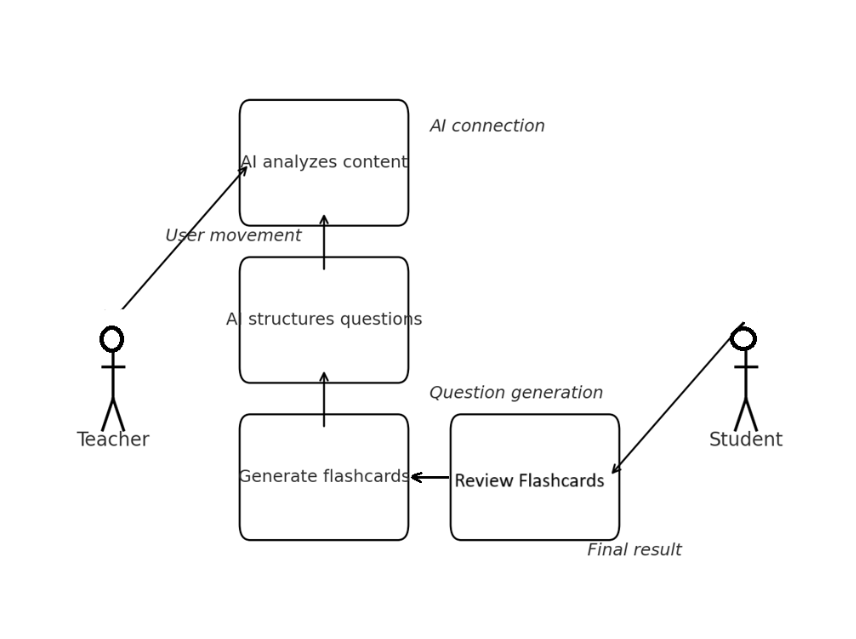 AI connection
AI analyzes content
User movement
AI structures questions
Question generation
Teacher
Student
Generate flashcards
Review Flashcards
Final result